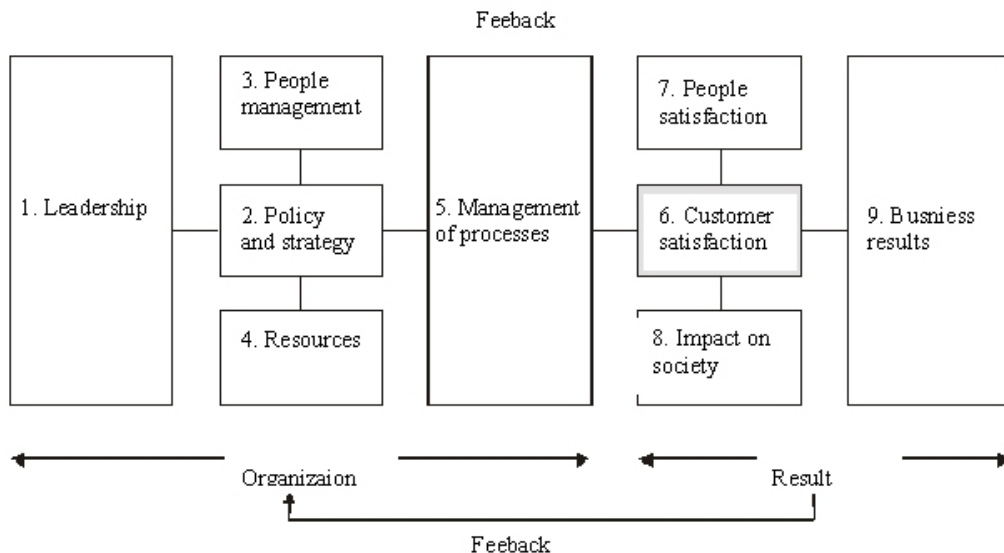 Feeback
1. Leadership
3. People
management
2. Policy
and strategy
4. Resources
5. Management
of processes
7. People
satisfaction
6. Customer
satisfaction
8. Impact on
society
9. Busniess
results
Organizaion
Result
Feeback